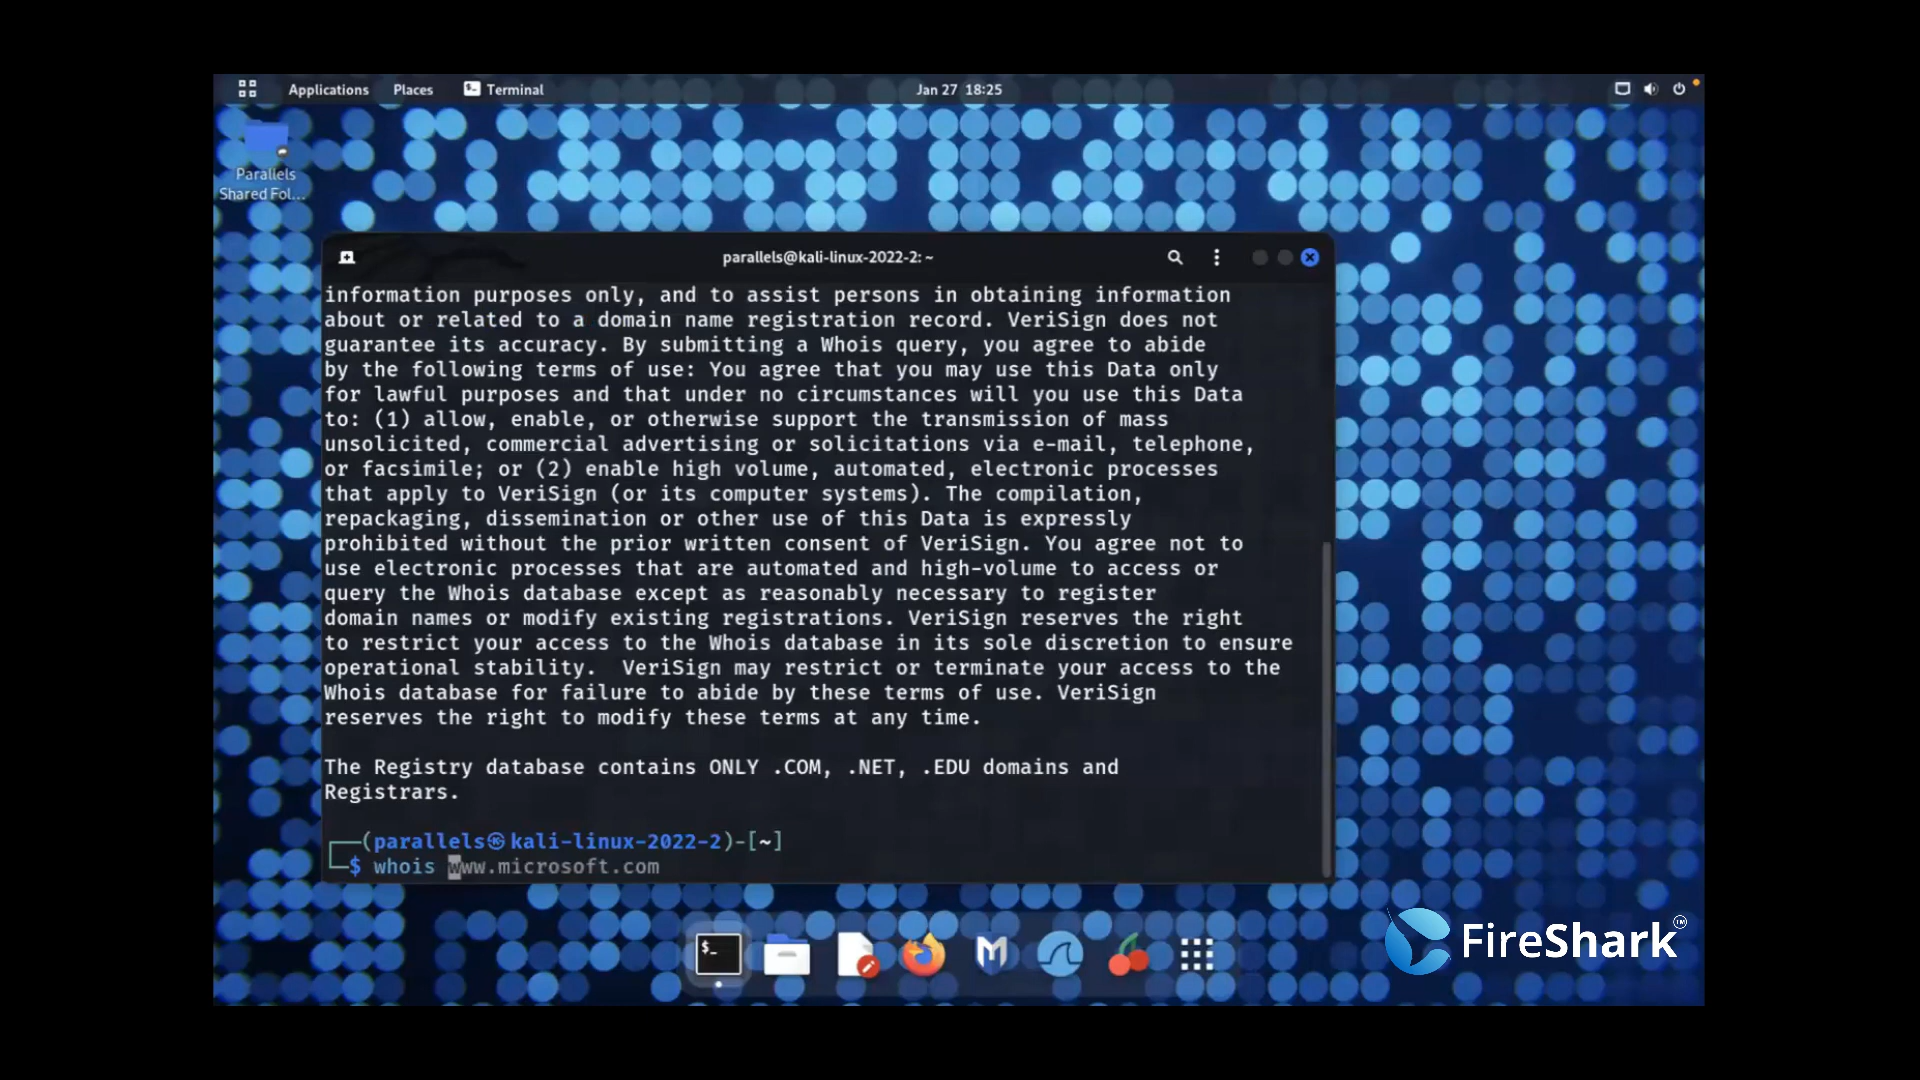 Applications Places Terminal Jan 27 18:25
Parallels
Shared Fol...
parallels@kali-linux-2022-2: ~
information purposes only, and to assist persons in obtaining information
about or related to a domain name registration record. VeriSign does not
guarantee its accuracy. By submitting a Whois query, you agree to abide
by the following terms of use: You agree that you may use this Data only
for lawful purposes and that under no circumstances will you use this Data
to: (1) allow, enable, or otherwise support the transmission of mass
unsolicited, commercial advertising or solicitations via e-mail, telephone,
or facsimile; or (2) enable high volume, automated, electronic processes
that apply to VeriSign (or its computer systems). The compilation,
repackaging, dissemination or other use of this Data is expressly
prohibited without the prior written consent of VeriSign. You agree not to
use electronic processes that are automated and high-volume to access or
query the Whois database except as reasonably necessary to register
domain names or modify existing registrations. VeriSign reserves the right
to restrict your access to the Whois database in its sole discretion to ensure
operational stability.  VeriSign may restrict or terminate your access to the
Whois database for failure to abide by these terms of use. VeriSign
reserves the right to modify these terms at any time.
The Registry database contains ONLY .COM, .NET, .EDU domains and
Registrars.
┌──(parallels㉿kali-linux-2022-2)-[~]
└─$ whois www.microsoft.com
$_
FireShark™